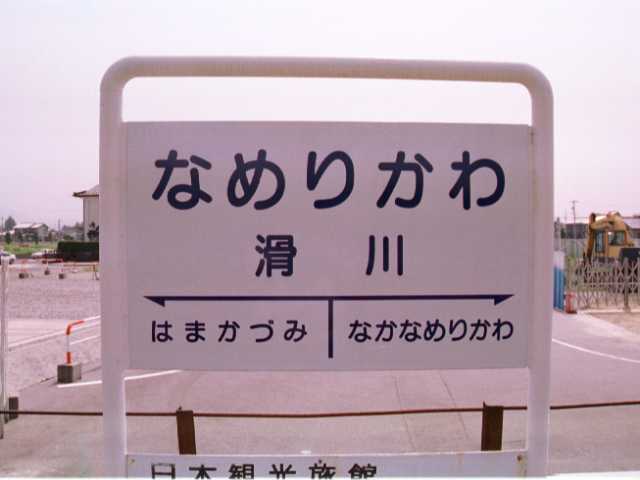 なめりかわ
滑川
はまかづみ なかなめりかわ
日本観光旅館